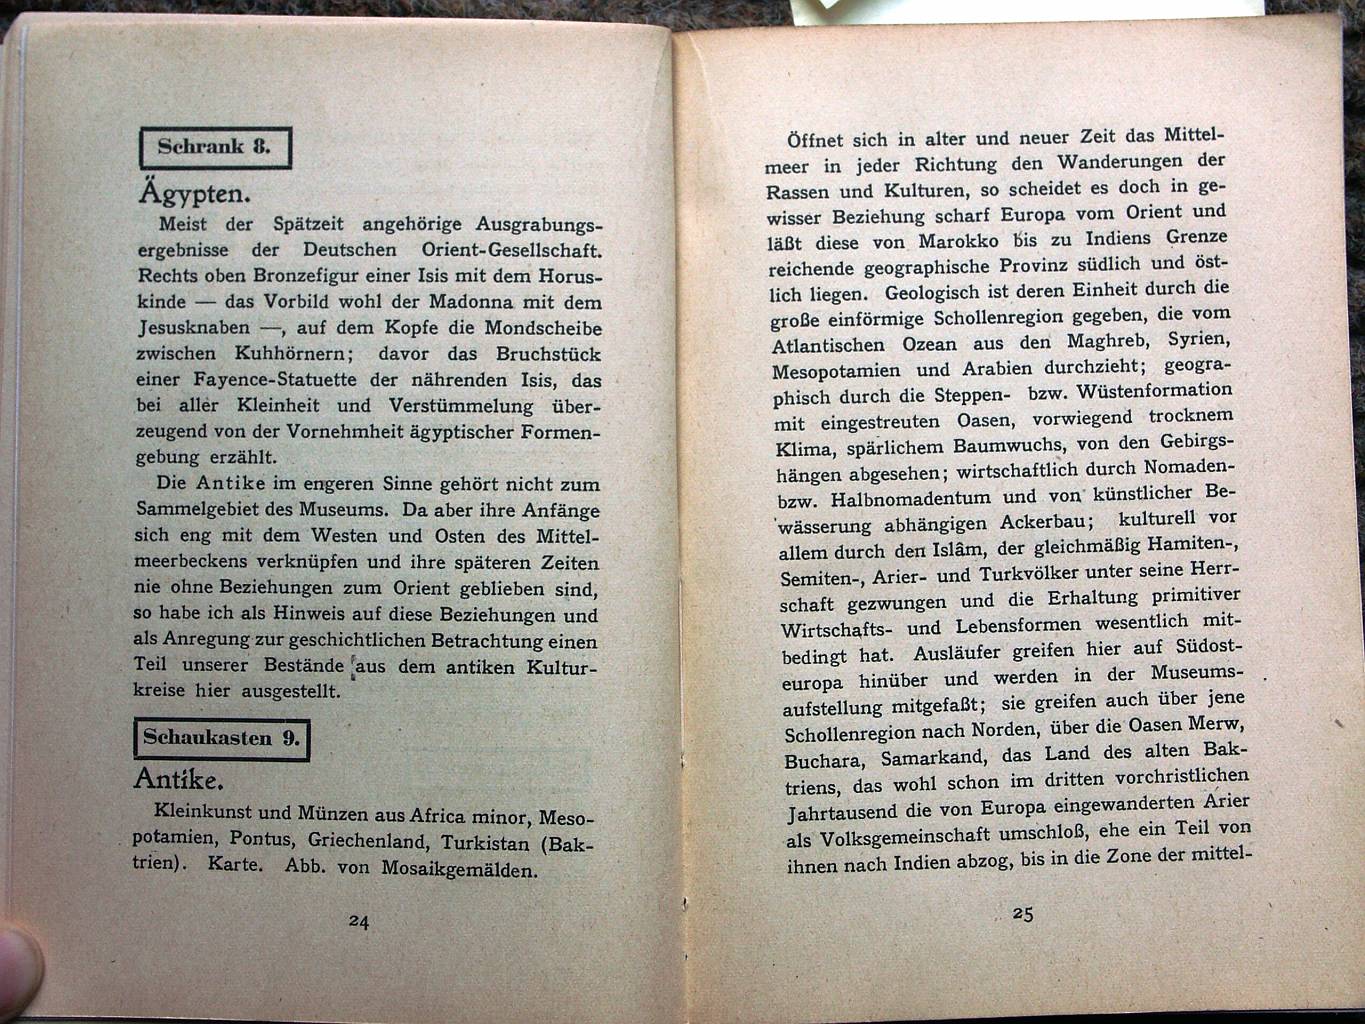 Schrank 8.
Ägypten.
Meist der Spätzeit angehörige Ausgrabungs-
ergebnisse der Deutschen Orient-Gesellschaft.
Rechts oben Bronzefigur einer Isis mit dem Horus-
kinde — das Vorbild wohl der Madonna mit dem
Jesusknaben —, auf dem Kopfe die Mondscheibe
zwischen Kuhhörnern; davor das Bruchstück
einer Fayence-Statuette der nährenden Isis, das
bei aller Kleinheit und Verstümmelung über-
zeugend von der Vornehmheit ägyptischer Formen-
gebung erzählt.
Die Antike im engeren Sinne gehört nicht zum
Sammelgebiet des Museums. Da aber ihre Anfänge
sich eng mit dem Westen und Osten des Mittel-
meerbeckens verknüpfen und ihre späteren Zeiten
nie ohne Beziehungen zum Orient geblieben sind,
so habe ich als Hinweis auf diese Beziehungen und
als Anregung zur geschichtlichen Betrachtung einen
Teil unserer Bestände aus dem antiken Kultur-
kreise hier ausgestellt.
Schaukasten 9.
Antike.
Kleinkunst und Münzen aus Africa minor, Meso-
potamien, Pontus, Griechenland, Turkistan (Bak-
trien). Karte. Abb. von Mosaikgemälden.
24
Öffnet sich in alter und neuer Zeit das Mittel-
meer in jeder Richtung den Wanderungen der
Rassen und Kulturen, so scheidet es doch in ge-
wisser Beziehung scharf Europa vom Orient und
läßt diese von Marokko bis zu Indiens Grenze
reichende geographische Provinz südlich und öst-
lich liegen. Geologisch ist deren Einheit durch die
große einförmige Schollenregion gegeben, die vom
Atlantischen Ozean aus den Maghreb, Syrien,
Mesopotamien und Arabien durchzieht; geogra-
phisch durch die Steppen- bzw. Wüstenformation
mit eingestreuten Oasen, vorwiegend trocknem
Klima, spärlichem Baumwuchs, von den Gebirgs-
hängen abgesehen; wirtschaftlich durch Nomaden-
bzw. Halbnomadentum und von künstlicher Be-
wässerung abhängigen Ackerbau; kulturell vor
allem durch den Islâm, der gleichmäßig Hamiten-,
Semiten-, Arier- und Turkvölker unter seine Herr-
schaft gezwungen und die Erhaltung primitiver
Wirtschafts- und Lebensformen wesentlich mit-
bedingt hat. Ausläufer greifen hier auf Südost-
europa hinüber und werden in der Museums-
aufstellung mitgefaßt; sie greifen auch über jene
Schollenregion nach Norden, über die Oasen Merw,
Buchara, Samarkand, das Land des alten Bak-
triens, das wohl schon im dritten vorchristlichen
Jahrtausend die von Europa eingewanderten Arier
als Volksgemeinschaft umschloß, ehe ein Teil von
ihnen nach Indien abzog, bis in die Zone der mittel-
25